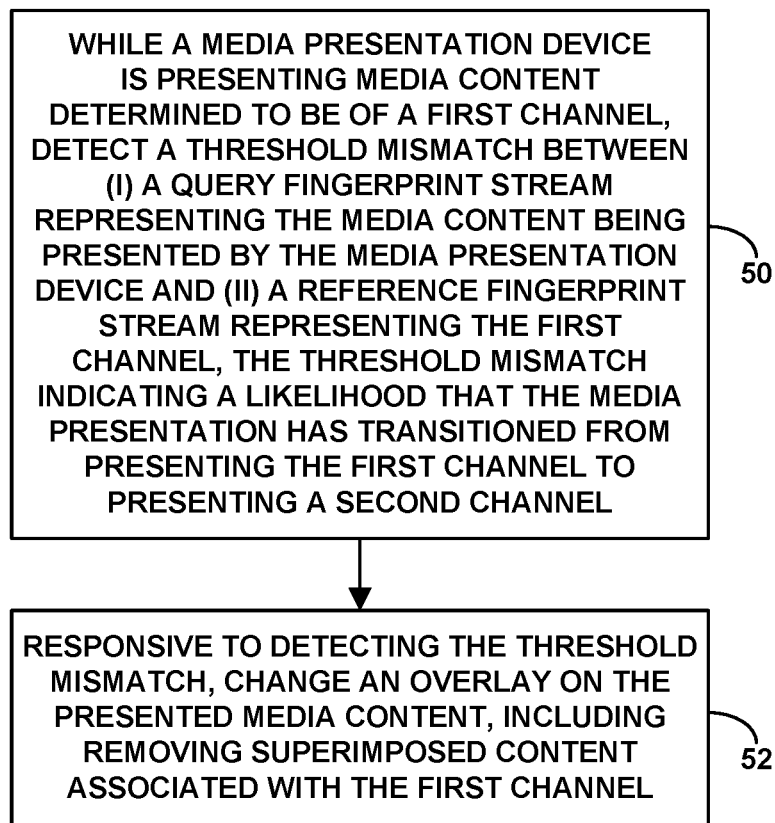 WHILE A MEDIA PRESENTATION DEVICE
IS PRESENTING MEDIA CONTENT
DETERMINED TO BE OF A FIRST CHANNEL,
DETECT A THRESHOLD MISMATCH BETWEEN
(I) A QUERY FINGERPRINT STREAM
REPRESENTING THE MEDIA CONTENT BEING
PRESENTED BY THE MEDIA PRESENTATION
DEVICE AND (II) A REFERENCE FINGERPRINT
STREAM REPRESENTING THE FIRST
CHANNEL, THE THRESHOLD MISMATCH
INDICATING A LIKELIHOOD THAT THE MEDIA
PRESENTATION HAS TRANSITIONED FROM
PRESENTING THE FIRST CHANNEL TO
PRESENTING A SECOND CHANNEL
50
RESPONSIVE TO DETECTING THE THRESHOLD
MISMATCH, CHANGE AN OVERLAY ON THE
PRESENTED MEDIA CONTENT, INCLUDING
REMOVING SUPERIMPOSED CONTENT
ASSOCIATED WITH THE FIRST CHANNEL
52